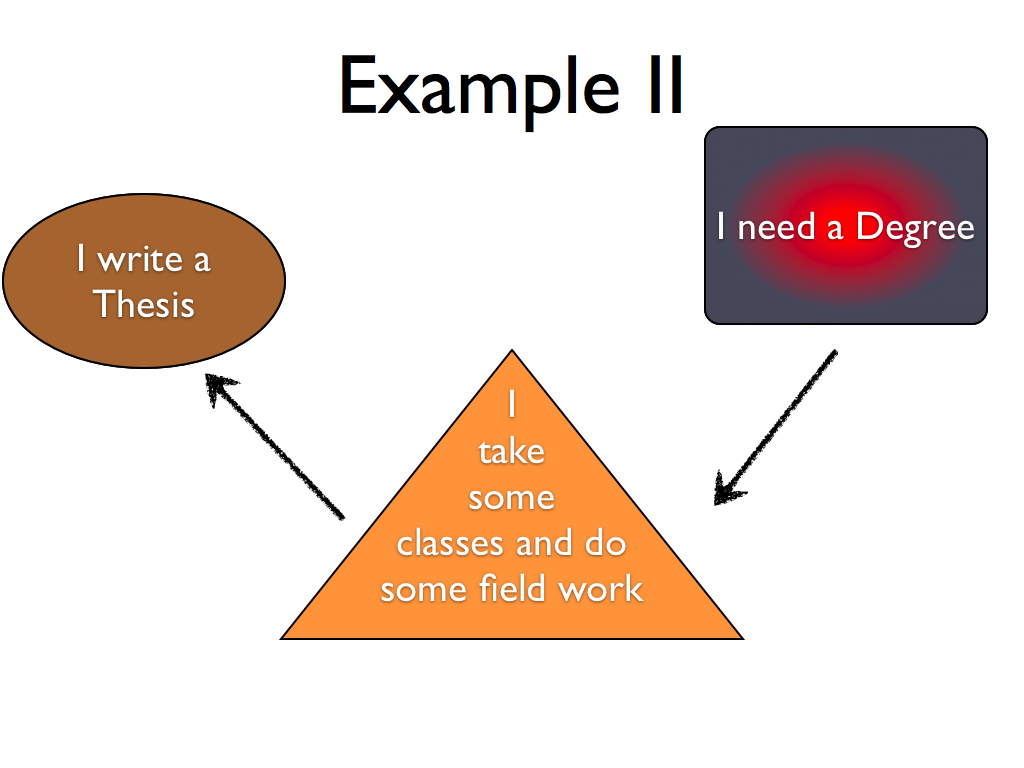 Example II
I write a
Thesis
I need a Degree
I
take
some
classes and do
some field work